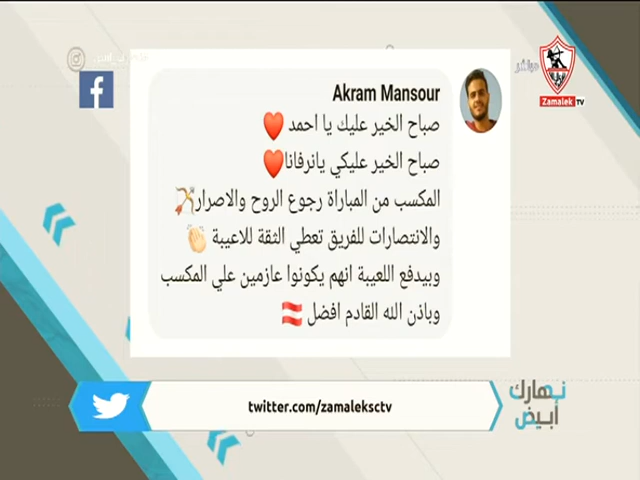 مباشر
Zamalek TV
Akram Mansour
صباح الخير عليك يا احمد ❤️
صباح الخير عليكي يانرفانا❤️
المكسب من المباراة رجوع الروح والاصرار🏹
والانتصارات للفريق تعطي الثقة للاعيبة 👏🏻
وبيدفع اللعيبة انهم يكونوا عازمين علي المكسب
وباذن الله القادم افضل 🇦🇹
twitter.com/zamaleksctv
نهارك
أبيض